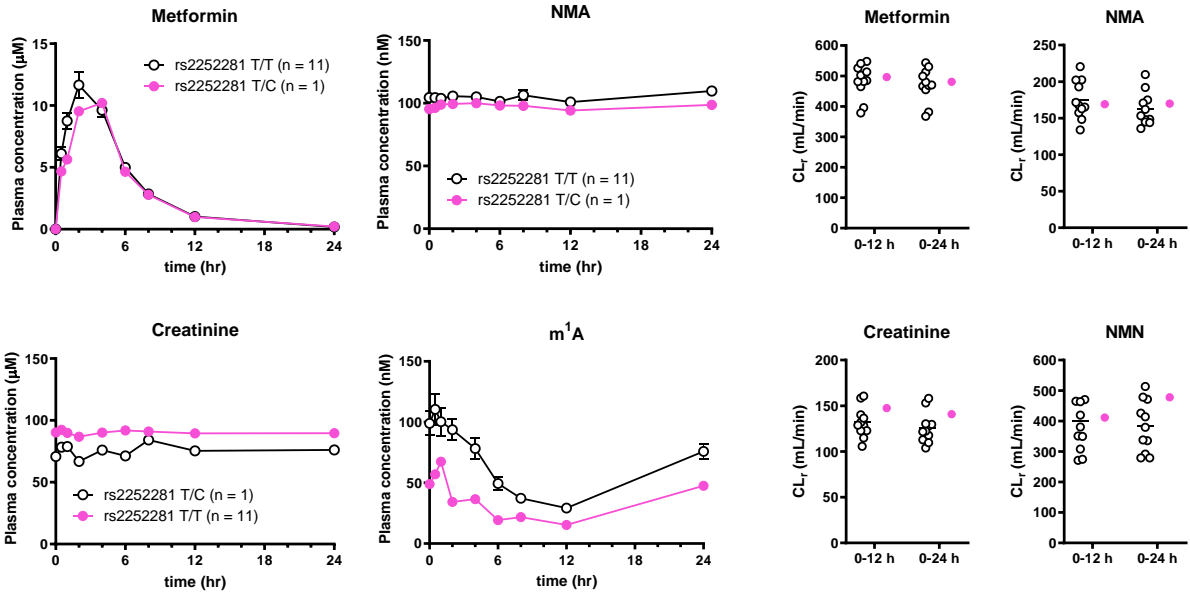 Metformin
Plasma concentration (μM)
15
10
5
0
rs2252281 T/T (n = 11)
rs2252281 T/C (n = 1)
0 6 12 18 24
time (hr)
NMA
Plasma concentration (nM)
150
100
50
0
rs2252281 T/T (n = 11)
rs2252281 T/C (n = 1)
0 6 12 18 24
time (hr)
Metformin
CLr (mL/min)
600
500
400
300
200
100
0
0-12 h 0-24 h
NMA
CLr (mL/min)
250
200
150
100
50
0
0-12 h 0-24 h
Creatinine
Plasma concentration (μM)
150
100
50
0
rs2252281 T/C (n = 1)
rs2252281 T/T (n = 11)
0 6 12 18 24
time (hr)
m¹A
Plasma concentration (nM)
150
100
50
0
0 6 12 18 24
time (hr)
Creatinine
CLr (mL/min)
200
150
100
50
0
0-12 h 0-24 h
NMN
CLr (mL/min)
600
500
400
300
200
100
0
0-12 h 0-24 h